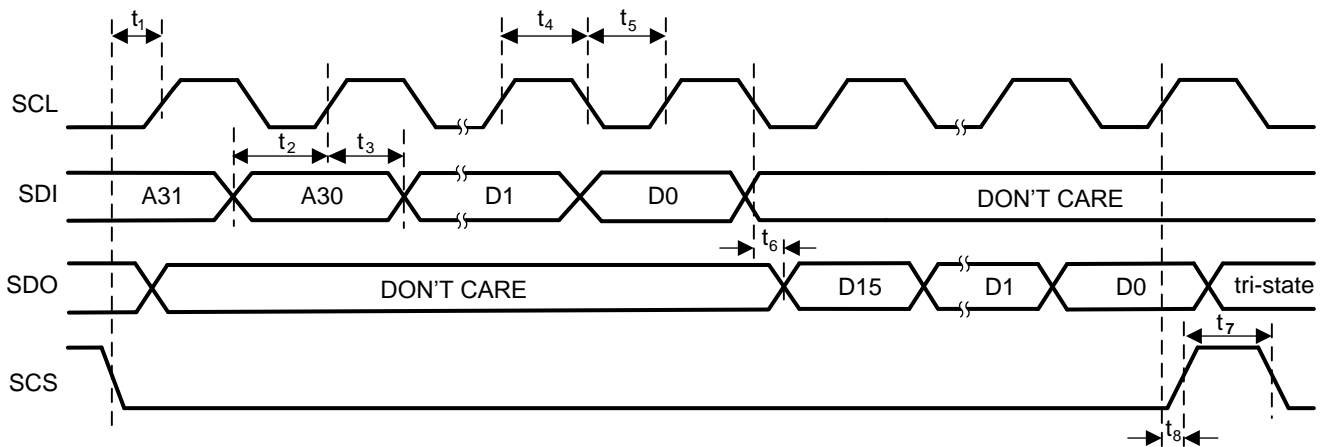 t1 t4 t5
SCL
t2 t3
SDI A31 A30 D1 D0 DON'T CARE
t6
SDO DON'T CARE D15 D1 D0 tri-state
t7
SCS
t8